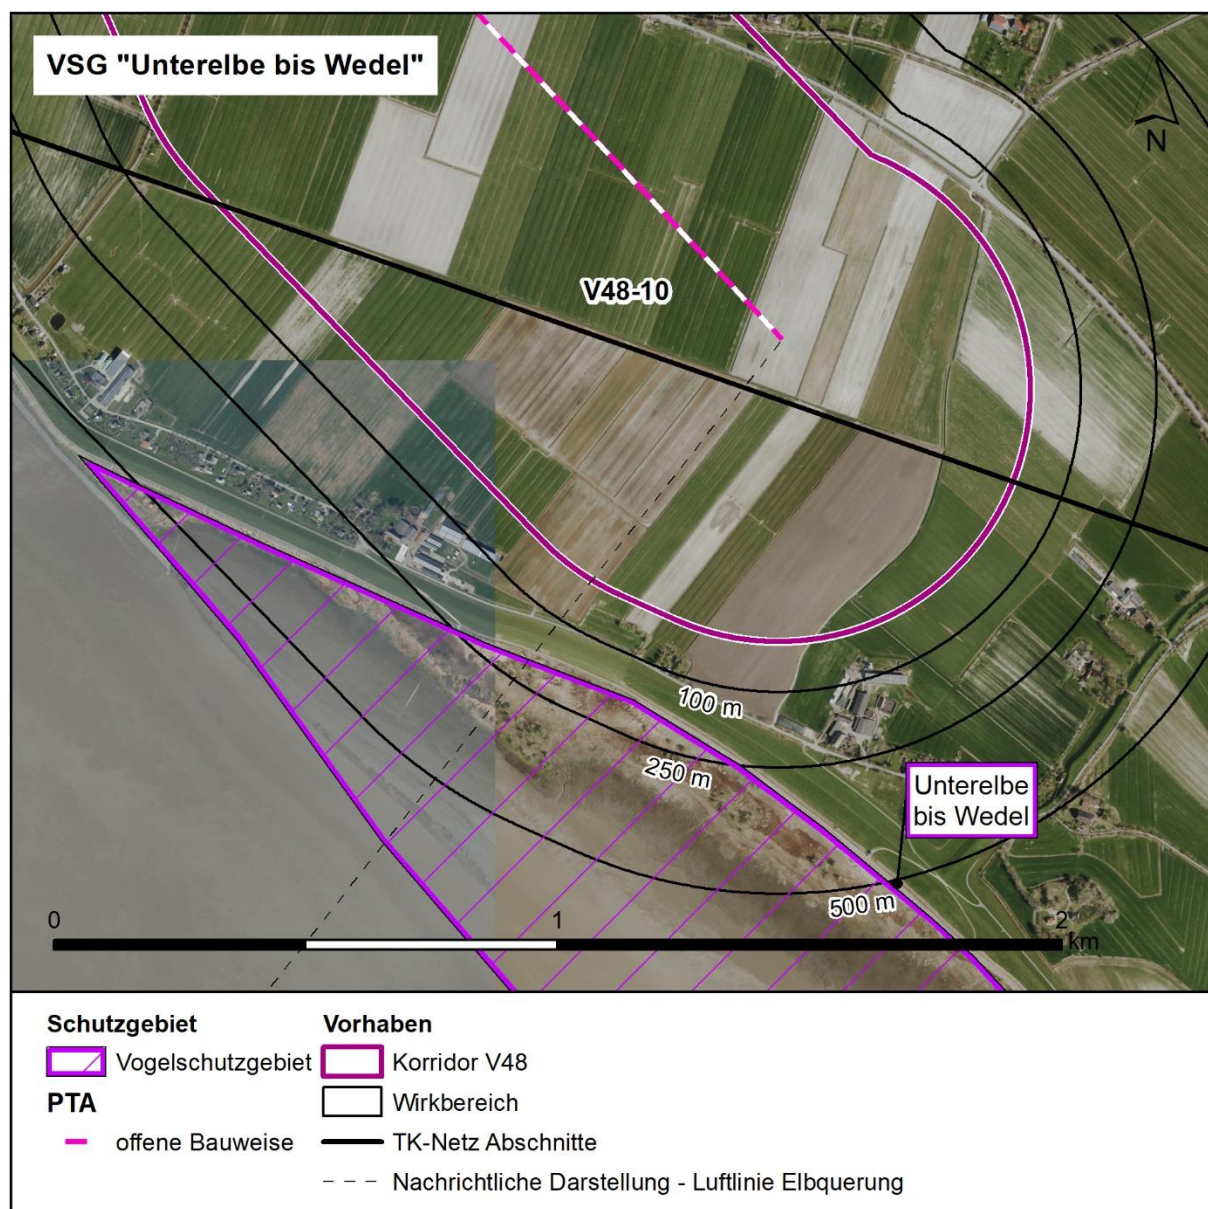 VSG "Unterelbe bis Wedel"
N
V48-10
100 m
250 m
Unterelbe
bis Wedel
500 m
0
1
2
km
Schutzgebiet
Vogelschutzgebiet
PTA
offene Bauweise
Vorhaben
Korridor V48
Wirkbereich
TK-Netz Abschnitte
Nachrichtliche Darstellung - Luftlinie Elbquerung